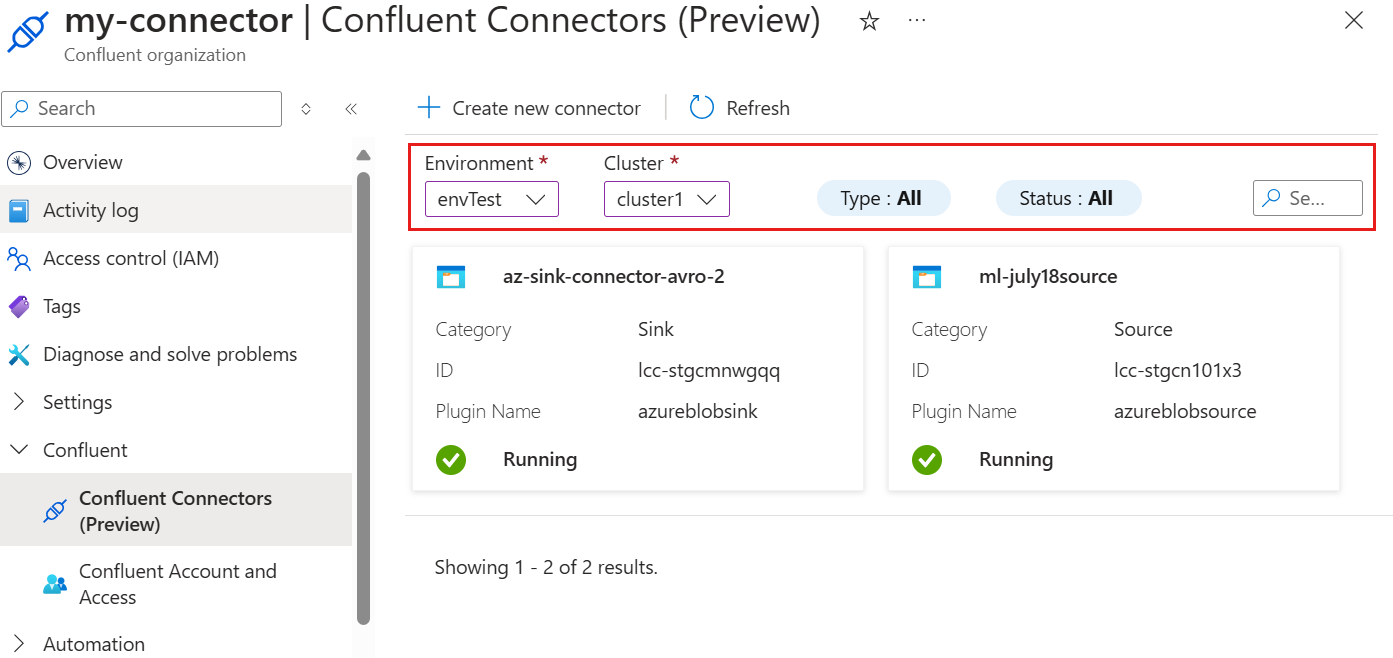 my-connector | Confluent Connectors (Preview)
Confluent organization
Search
Overview
Activity log
Access control (IAM)
Tags
Diagnose and solve problems
Settings
Confluent
Confluent Connectors
(Preview)
Confluent Account and
Access
Automation
Create new connector
Refresh
Environment *
Cluster *
envTest
cluster1
Type : All
Status : All
Se...
az-sink-connector-avro-2
Category Sink
ID lcc-stgcmnwgqq
Plugin Name azureblobsink
Running
ml-july18source
Category Source
ID lcc-stgcn101x3
Plugin Name azureblobsource
Running
Showing 1 - 2 of 2 results.